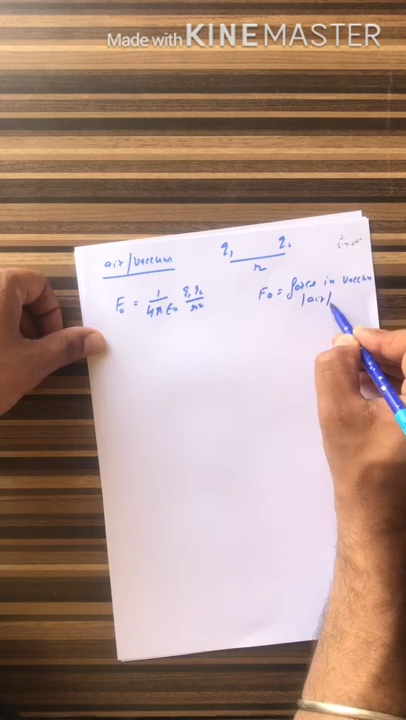 Made with KINEMASTER
air/vaccum
q₁ q₂
r
F₀ = 1/4πε₀ q₁q₂/r²
F₀ = force in vaccum
/air/